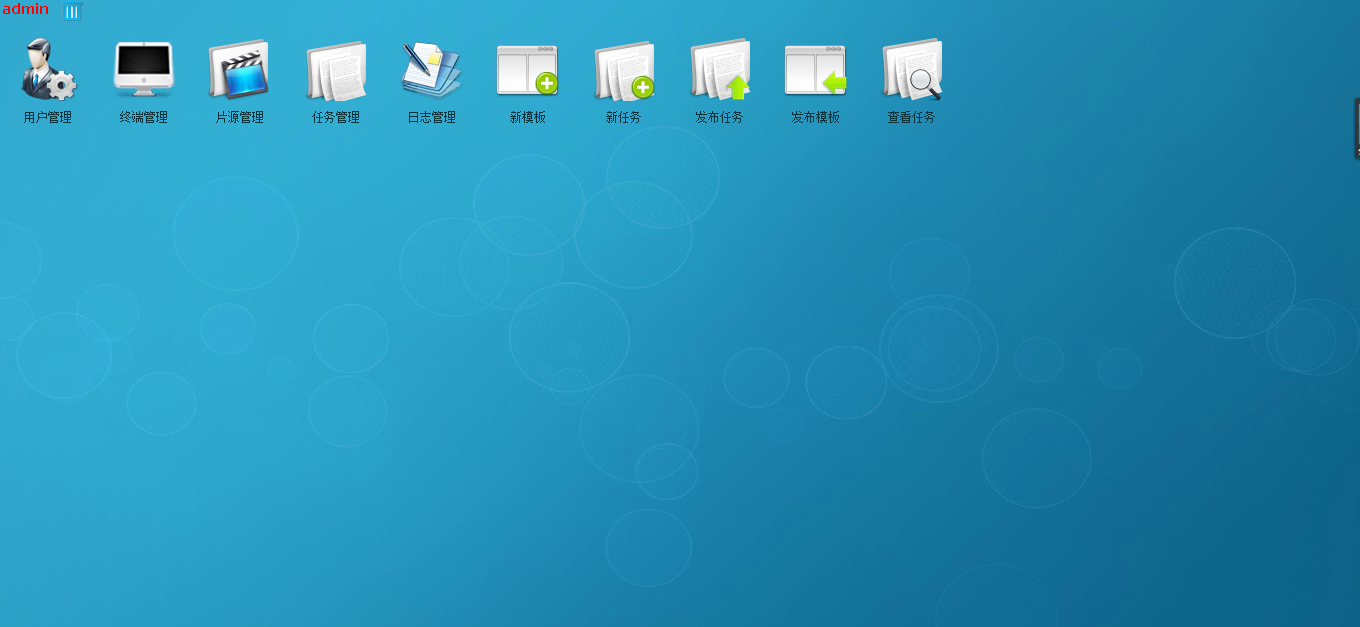 admin
用户管理
终端管理
片源管理
任务管理
日志管理
新模板
新任务
发布任务
发布模板
查看任务